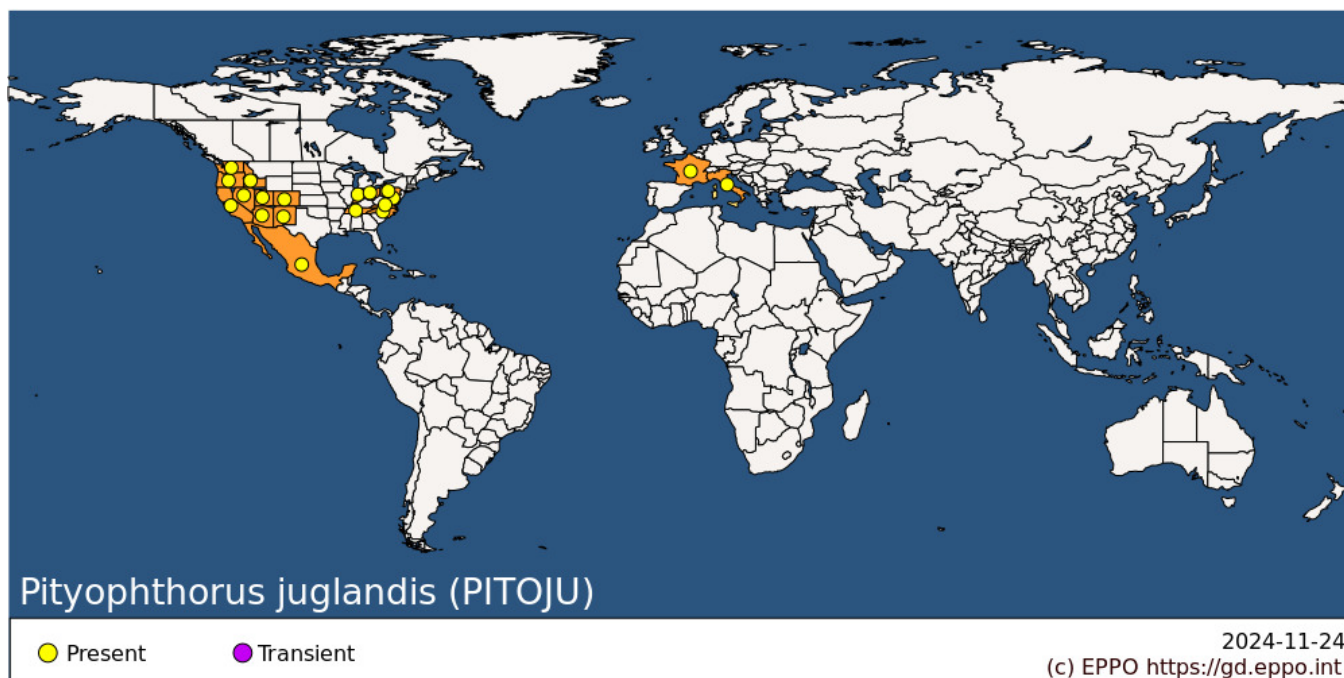 Pityophthorus juglandis (PITOJU)
Present
Transient
2024-11-24
(c) EPPO https://gd.eppo.int